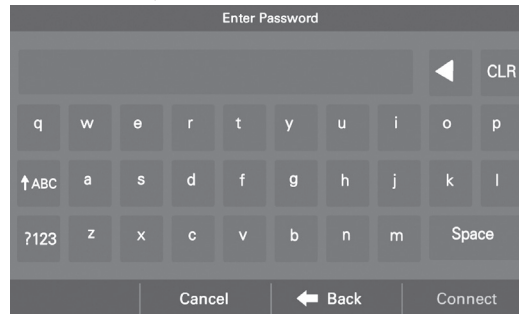 Enter Password
CLR
q w e r t y u i o p
ABC a s d f g h j k l
?123 z x c v b n m Space
Cancel Back Connect